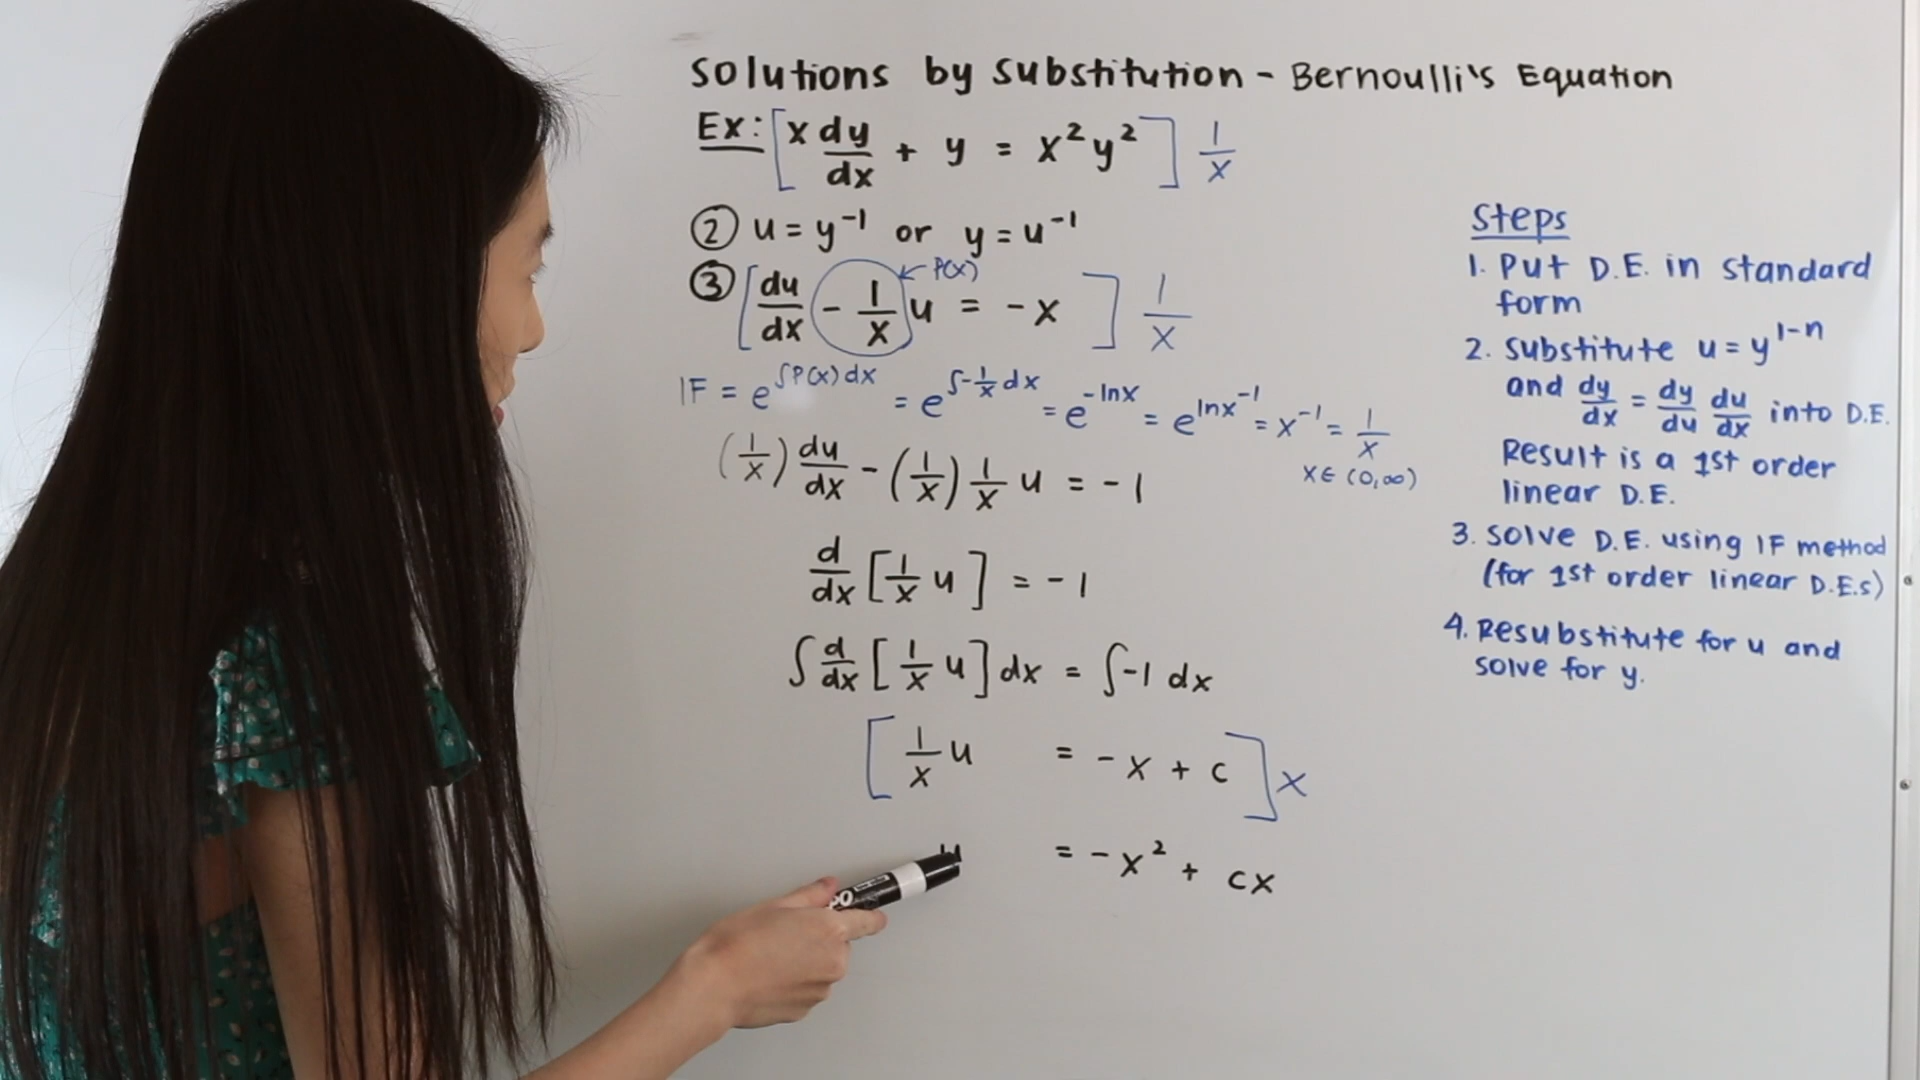 Solutions by Substitution - Bernoulli's Equation
Ex: [x dy/dx + y = x²y²] 1/x
② u = y⁻¹ or y = u⁻¹
← P(x)
③ [du/dx - 1/x u = -x] 1/x
IF = e^∫P(x)dx = e^∫-1/x dx = e^-lnx = e^lnx⁻¹ = x⁻¹ = 1/x
x∈(0,∞)
(1/x) du/dx - (1/x) 1/x u = -1
d/dx [1/x u] = -1
∫ d/dx [1/x u] dx = ∫-1 dx
[1/x u = -x + c] x
u = -x² + cx
Steps
1. Put D.E. in standard
form
2. Substitute u = y^1-n
and dy/dx = dy/du du/dx into D.E.
Result is a 1st order
linear D.E.
3. Solve D.E. using IF method
(for 1st order linear D.E.s)
4. Resubstitute for u and
solve for y.